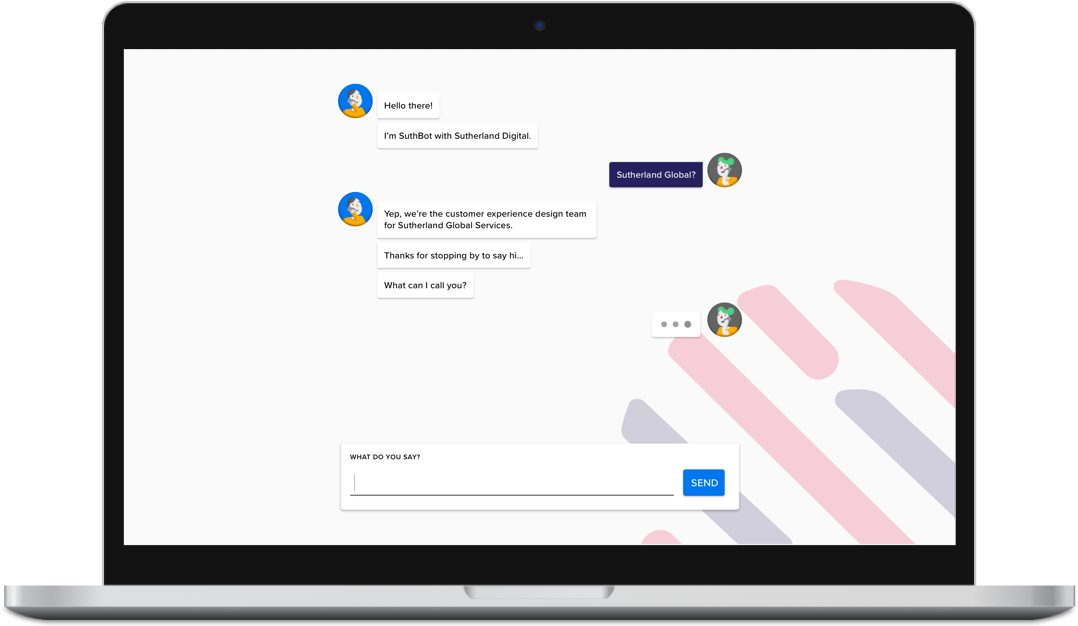 Hello there!
I'm SuthBot with Sutherland Digital.
Sutherland Global?
Yep, we're the customer experience design team
for Sutherland Global Services.
Thanks for stopping by to say hi...
What can I call you?
WHAT DO YOU SAY?
SEND